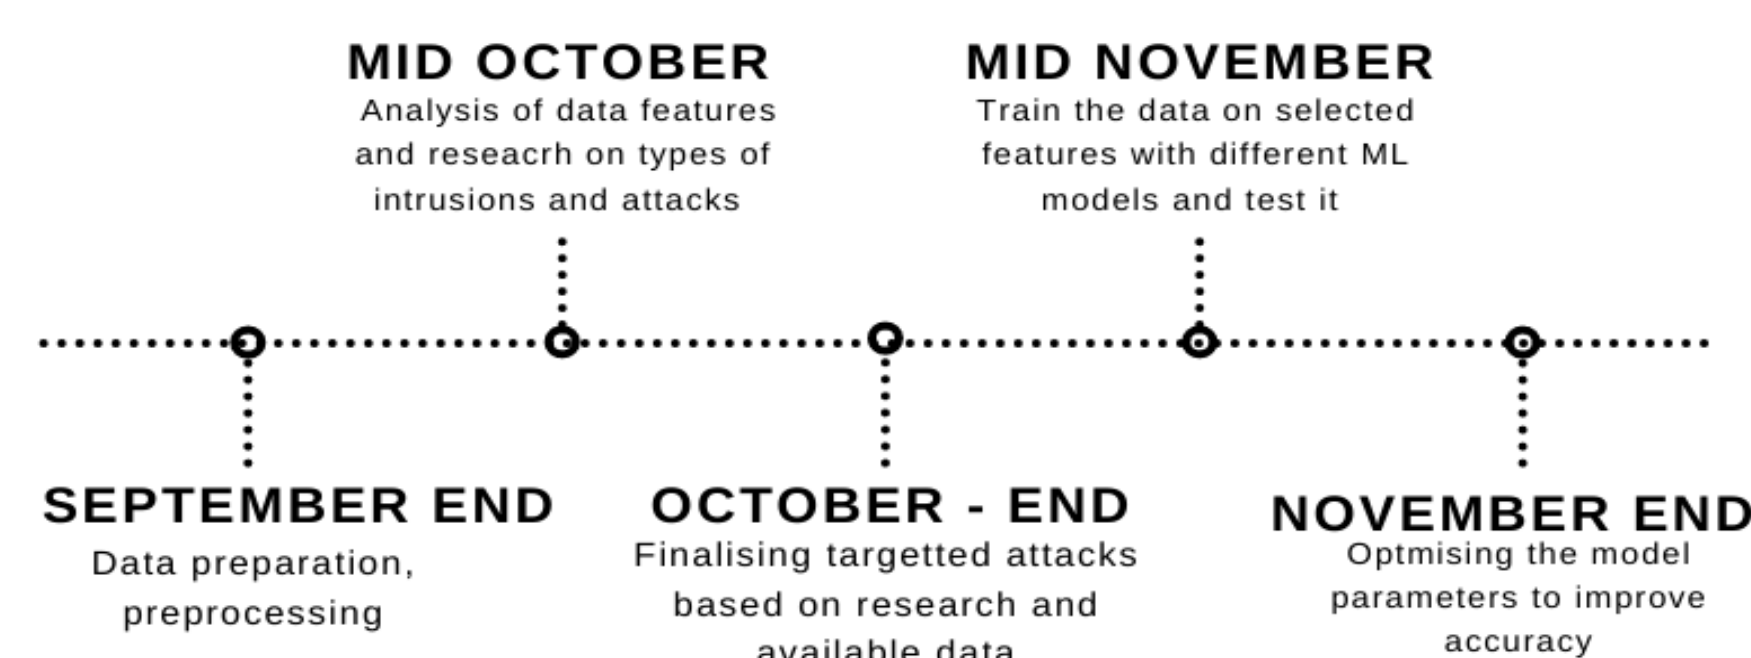 MID OCTOBER
Analysis of data features
and reseacrh on types of
intrusions and attacks
MID NOVEMBER
Train the data on selected
features with different ML
models and test it
SEPTEMBER END
Data preparation,
preprocessing
OCTOBER - END
Finalising targetted attacks
based on research and
available data
NOVEMBER END
Optmising the model
parameters to improve
accuracy